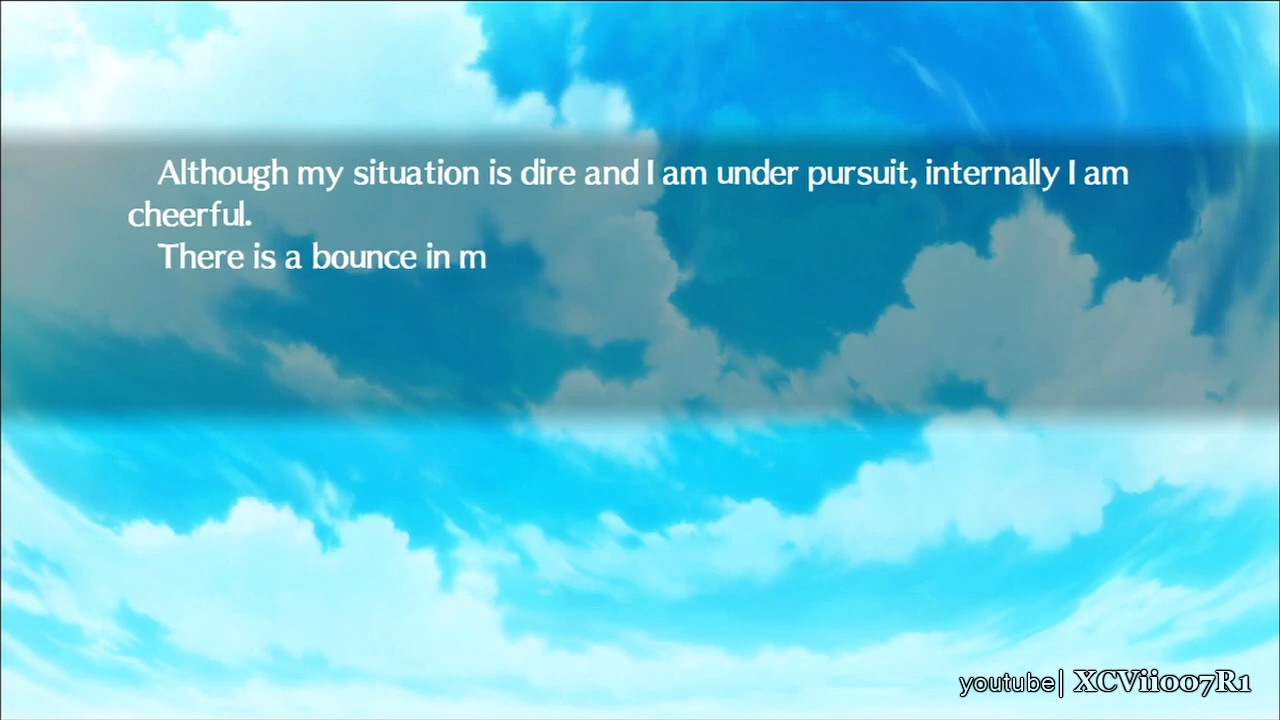 Although my situation is dire and I am under pursuit, internally I am
cheerful.
There is a bounce in m
youtube| XCVii007R1